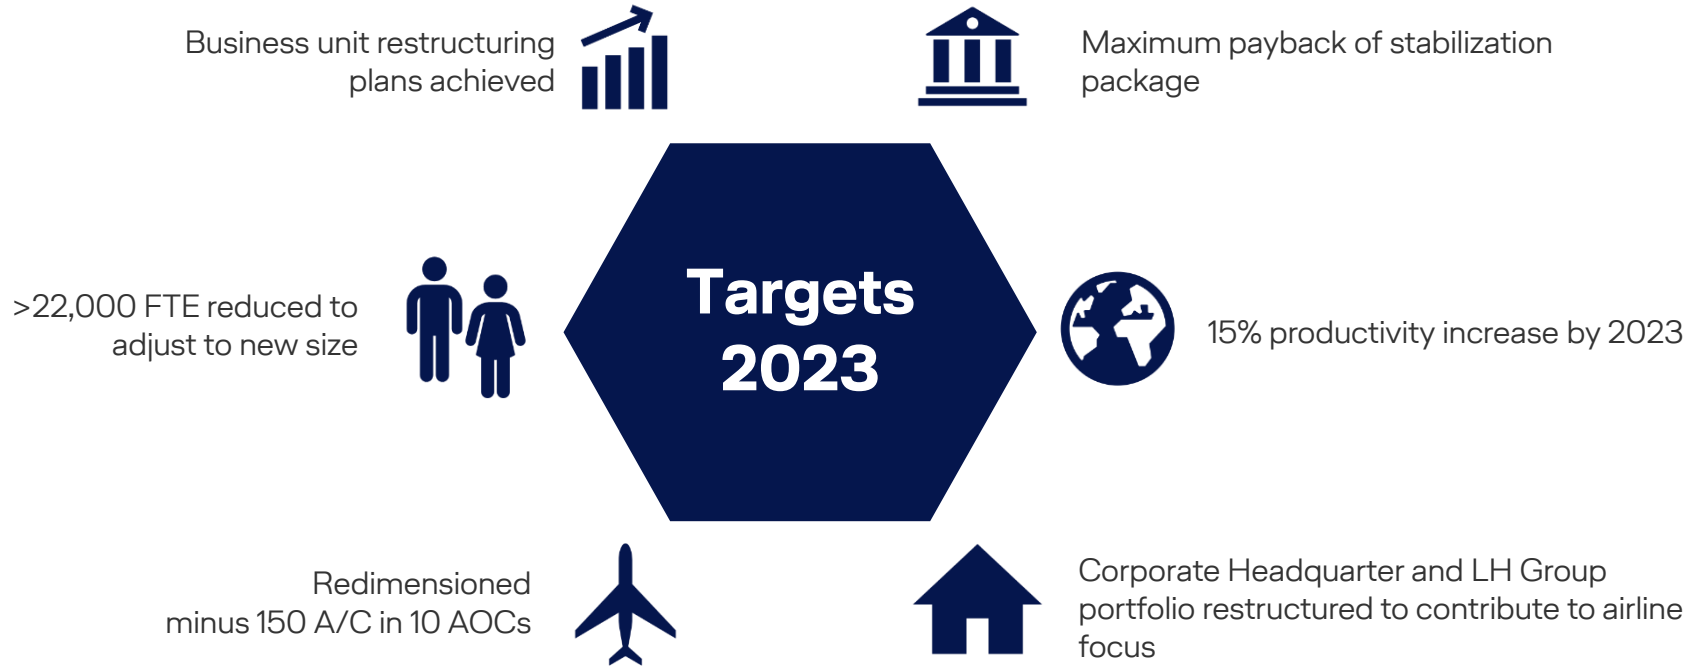 Business unit restructuring
plans achieved
Maximum payback of stabilization
package
>22,000 FTE reduced to
adjust to new size
Targets
2023
15% productivity increase by 2023
Redimensioned
minus 150 A/C in 10 AOCs
Corporate Headquarter and LH Group
portfolio restructured to contribute to airline
focus